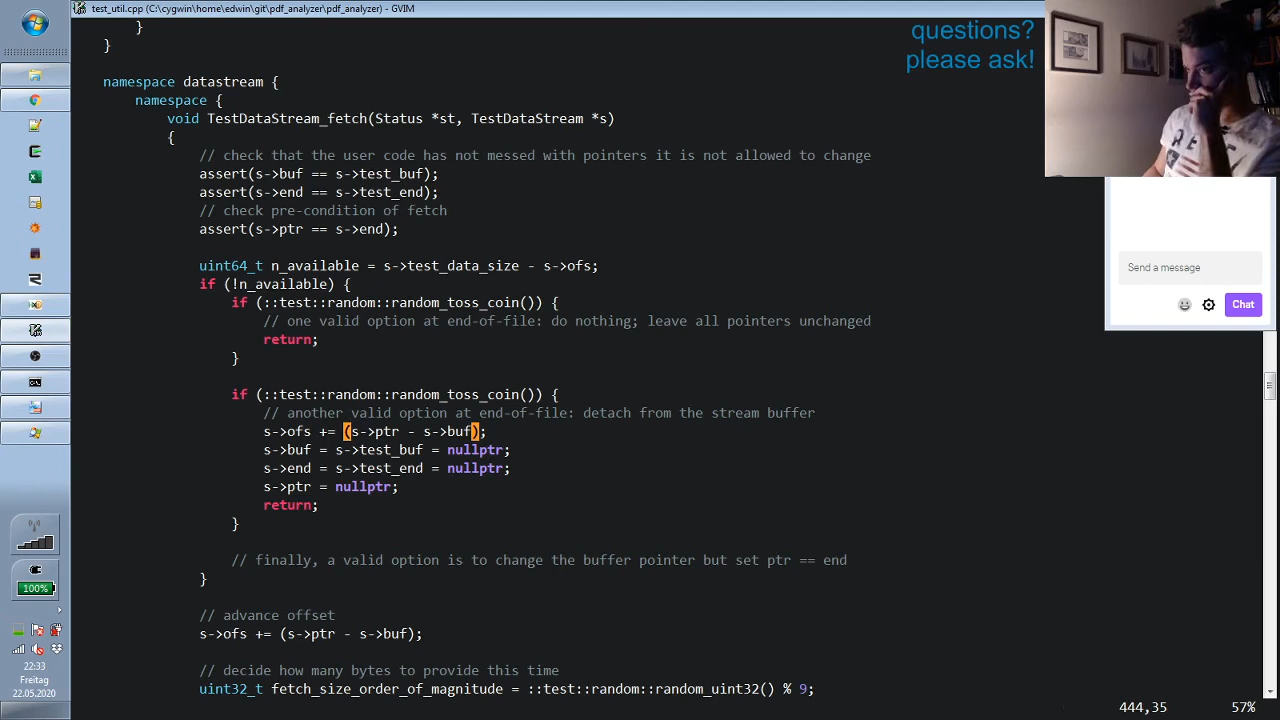 test_util.cpp (C:\cygwin\home\edwin\git\pdf_analyzer\pdf_analyzer) - GVIM
questions?
please ask!
}
}
namespace datastream {
namespace {
void TestDataStream_fetch(Status *st, TestDataStream *s)
{
// check that the user code has not messed with pointers it is not allowed to change
assert(s->buf == s->test_buf);
assert(s->end == s->test_end);
// check pre-condition of fetch
assert(s->ptr == s->end);
uint64_t n_available = s->test_data_size - s->ofs;
if (!n_available) {
if (::test::random::random_toss_coin()) {
// one valid option at end-of-file: do nothing; leave all pointers unchanged
return;
}
if (::test::random::random_toss_coin()) {
// another valid option at end-of-file: detach from the stream buffer
s->ofs += (s->ptr - s->buf);
s->buf = s->test_buf = nullptr;
s->end = s->test_end = nullptr;
s->ptr = nullptr;
return;
}
// finally, a valid option is to change the buffer pointer but set ptr == end
}
// advance offset
s->ofs += (s->ptr - s->buf);
// decide how many bytes to provide this time
uint32_t fetch_size_order_of_magnitude = ::test::random::random_uint32() % 9;
444,35
57%
Send a message
Chat
100%
22:33
Freitag
22.05.2020